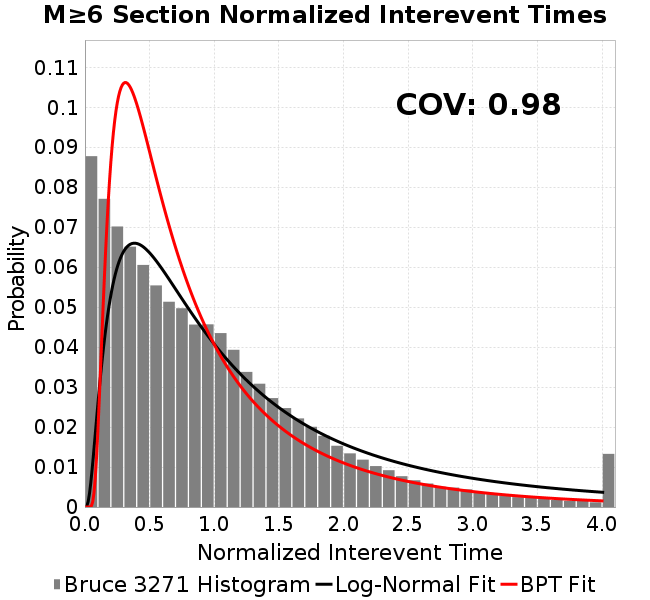 M≥6 Section Normalized Interevent Times
COV: 0.98
Probability
0.11
0.1
0.09
0.08
0.07
0.06
0.05
0.04
0.03
0.02
0.01
0
0.0 0.5 1.0 1.5 2.0 2.5 3.0 3.5 4.0
Normalized Interevent Time
Bruce 3271 Histogram Log-Normal Fit BPT Fit